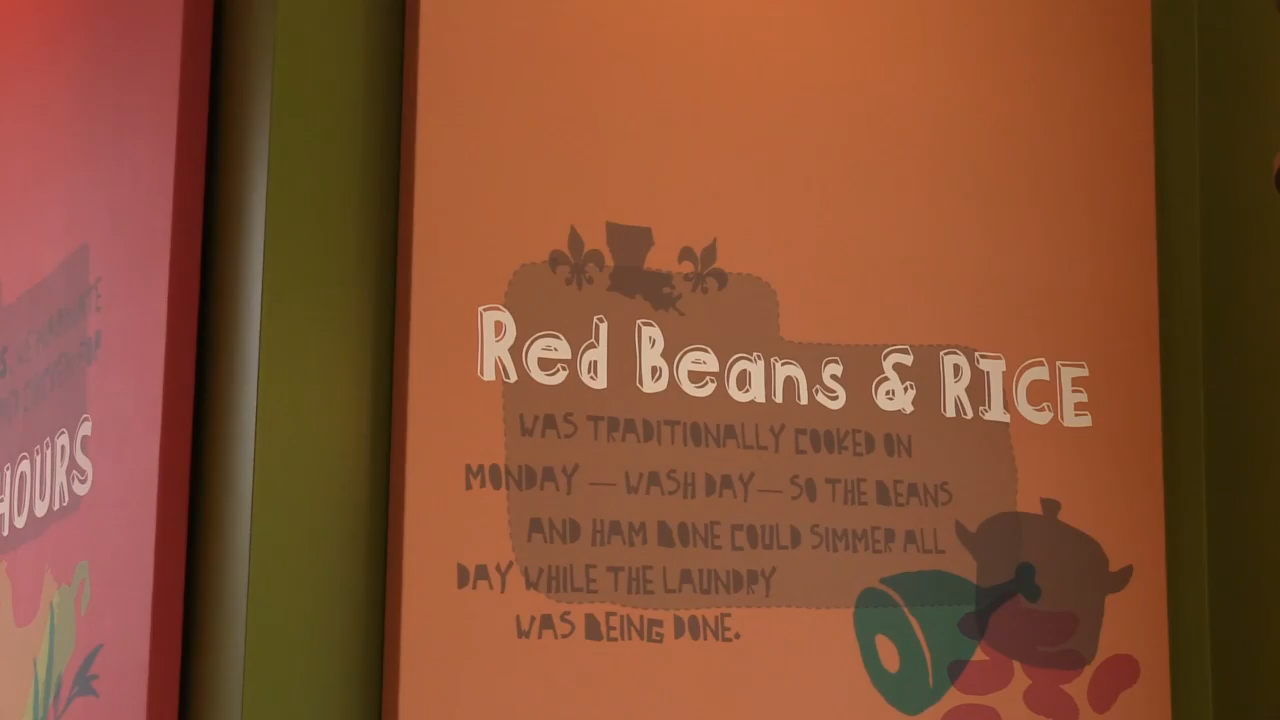 HOURS
Red Beans & RICE
WAS TRADITIONALLY COOKED ON
MONDAY — WASH DAY — SO THE BEANS
AND HAM BONE COULD SIMMER ALL
DAY WHILE THE LAUNDRY
WAS BEING DONE.